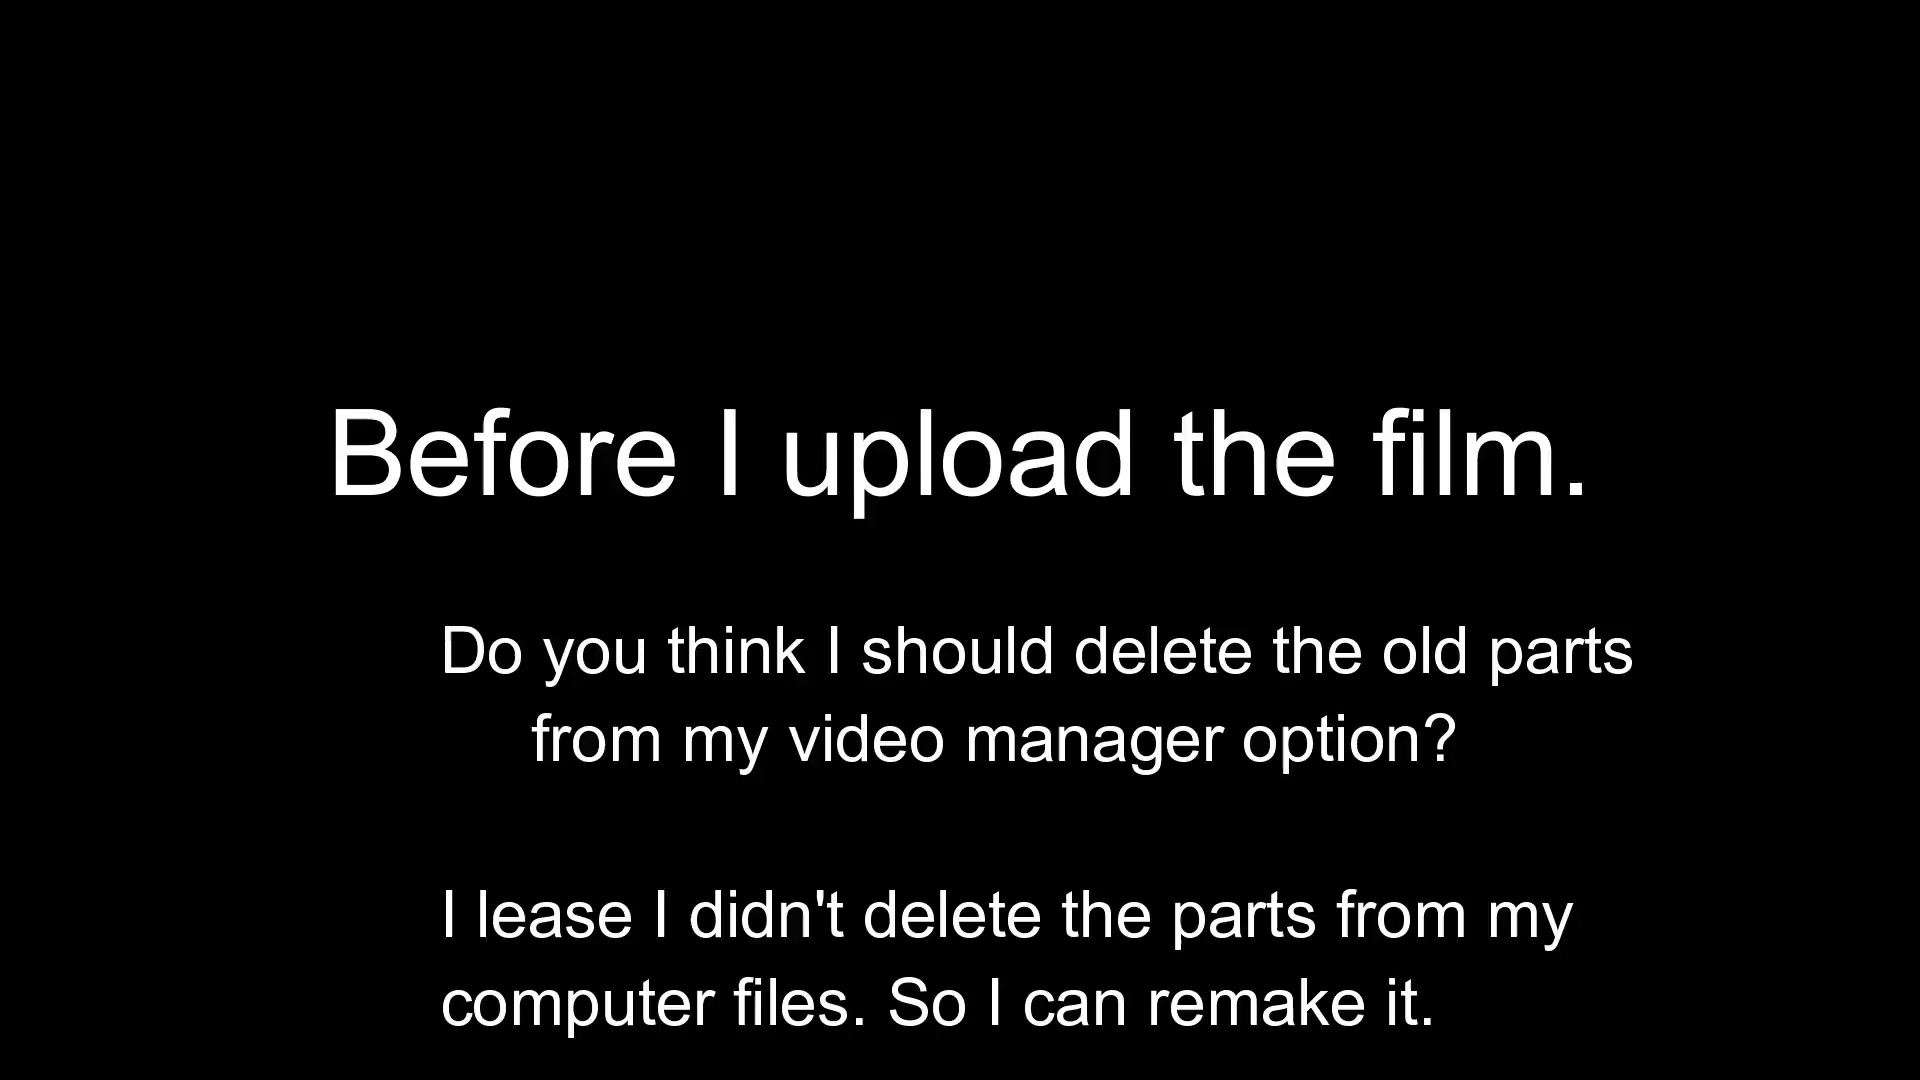 Before I upload the film.
Do you think I should delete the old parts
from my video manager option?
I lease I didn't delete the parts from my
computer files. So I can remake it.